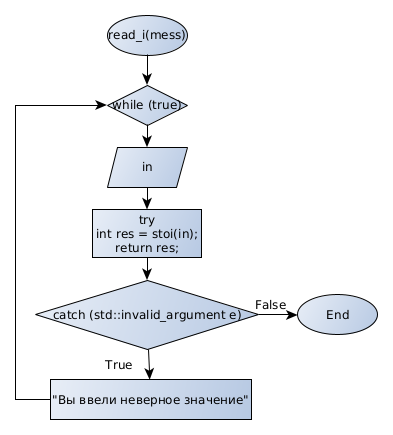 read_i(mess)
while (true)
in
try
int res = stoi(in);
return res;
catch (std::invalid_argument e)
False
End
True
"Вы ввели неверное значение"